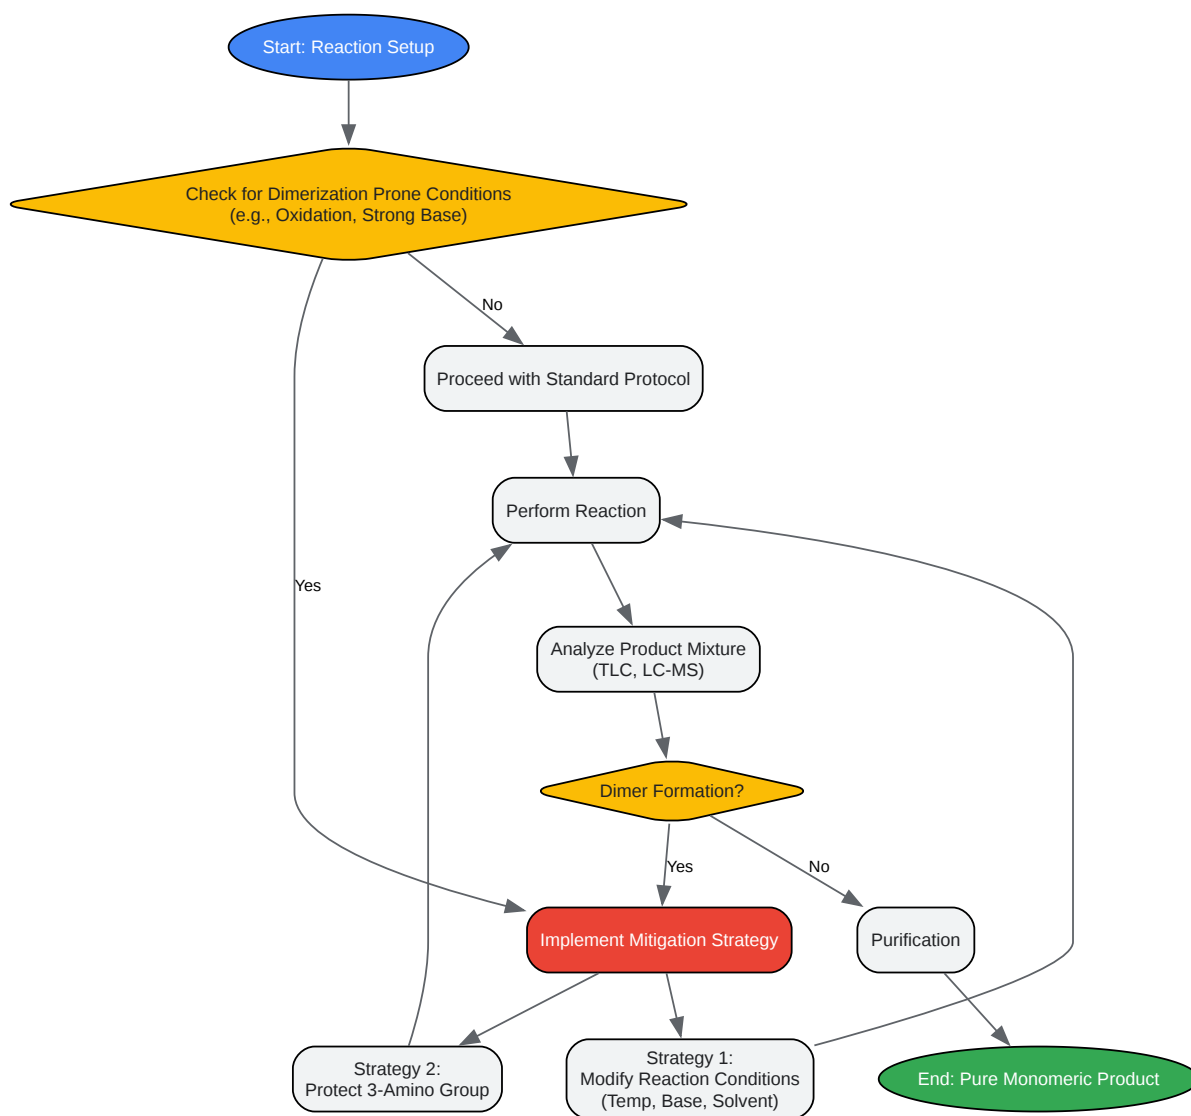 Start: Reaction Setup
Check for Dimerization Prone Conditions
(e.g., Oxidation, Strong Base)
No
Proceed with Standard Protocol
Perform Reaction
Yes
Analyze Product Mixture
(TLC, LC-MS)
Dimer Formation?
Yes
No
Implement Mitigation Strategy
Purification
Strategy 2:
Protect 3-Amino Group
Strategy 1:
Modify Reaction Conditions
(Temp, Base, Solvent)
End: Pure Monomeric Product